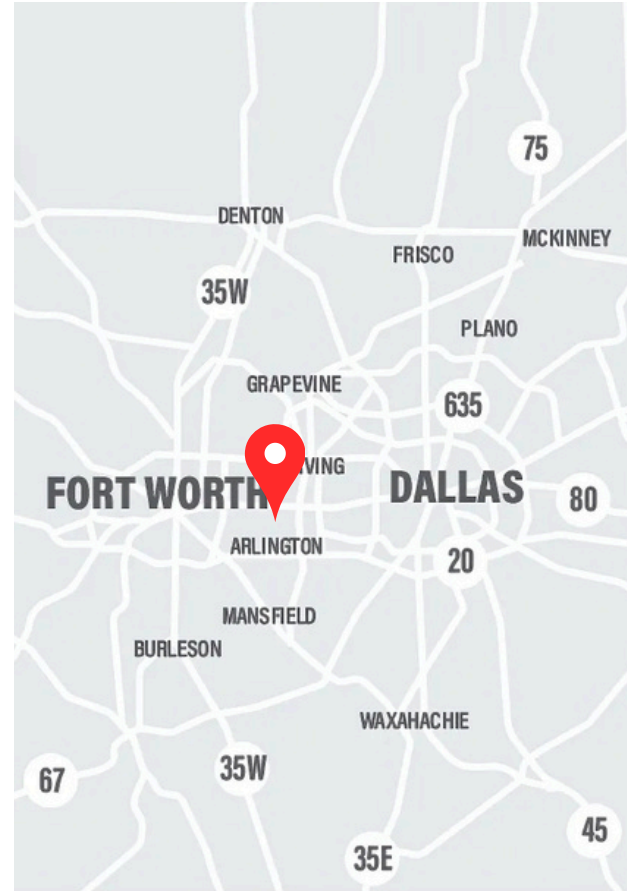 75
DENTON
MCKINNEY
FRISCO
35W
PLANO
GRAPEVINE
635
VING
FORT WORTH
DALLAS
80
ARLINGTON
20
MANSFIELD
BURLESON
WAXAHACHIE
35W
67
45
35E